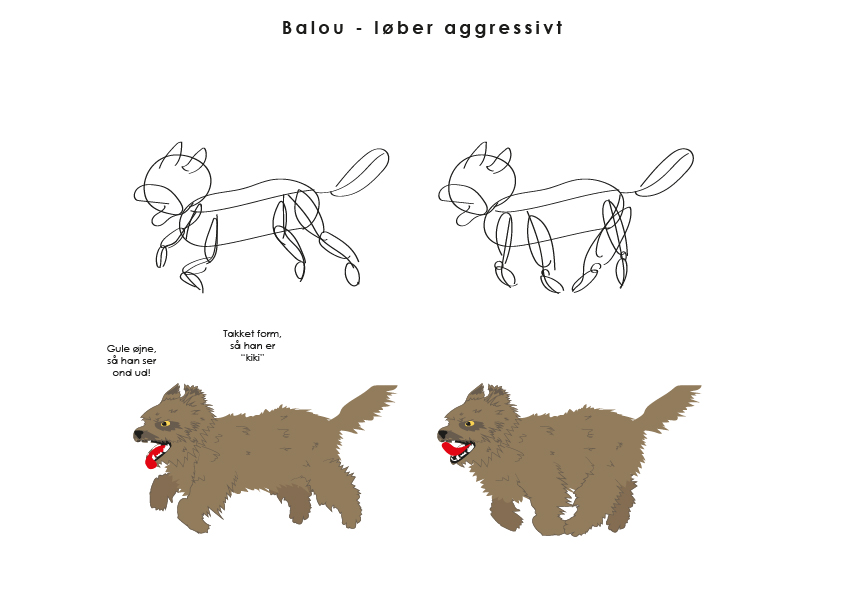 Balou - løber aggressivt
Gule øjne,
så han ser
ond ud!
Takket form,
så han er
"kiki"